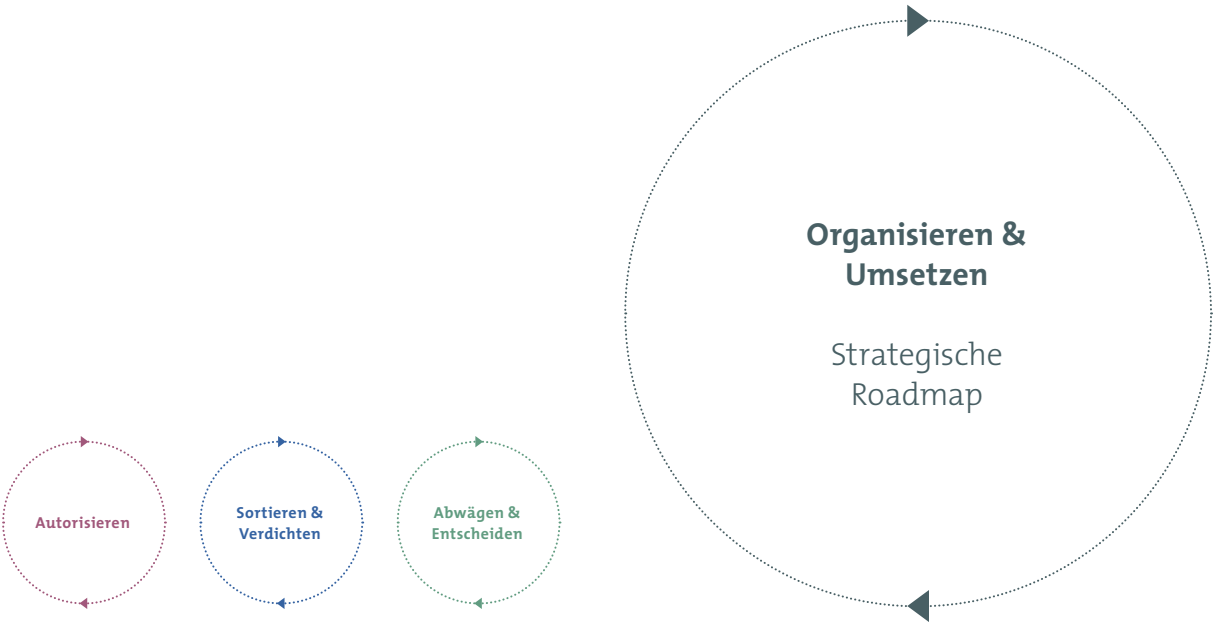 Autorisieren
Sortieren &
Verdichten
Abwägen &
Entscheiden
Organisieren &
Umsetzen
Strategische
Roadmap